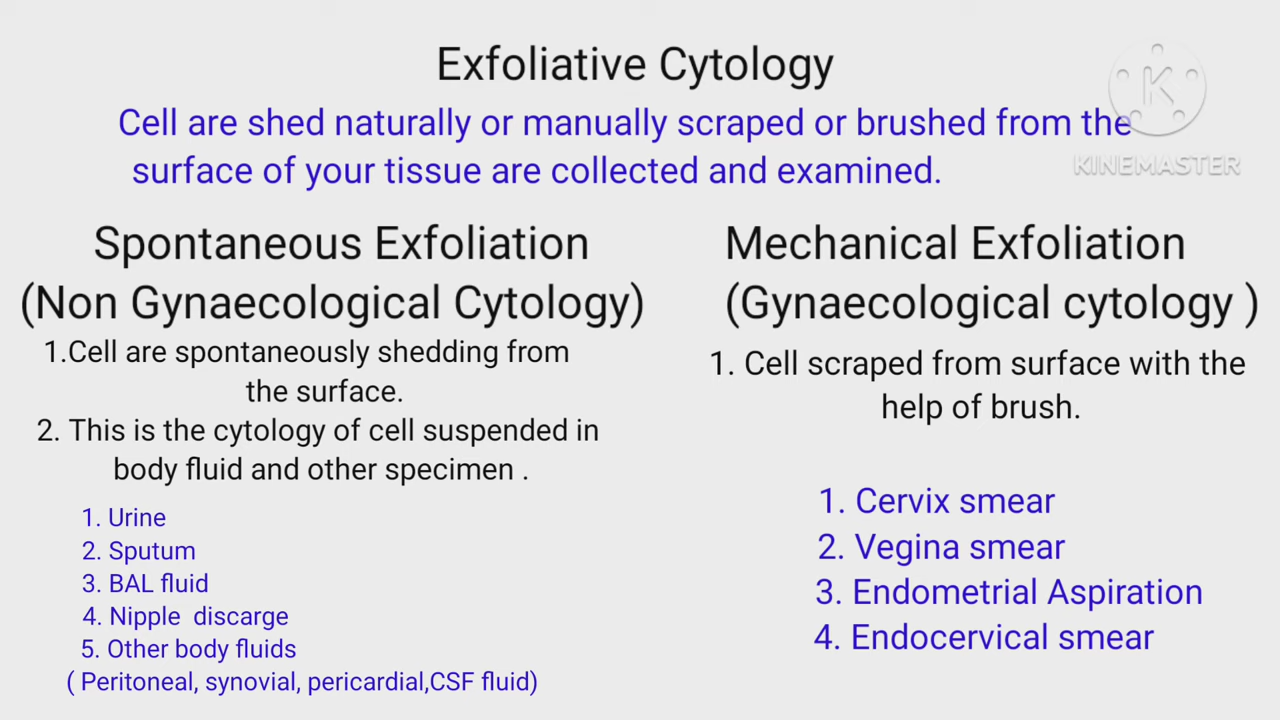 Exfoliative Cytology
Cell are shed naturally or manually scraped or brushed from the
surface of your tissue are collected and examined.
KINEMASTER
Spontaneous Exfoliation
(Non Gynaecological Cytology)
1.Cell are spontaneously shedding from
the surface.
2. This is the cytology of cell suspended in
body fluid and other specimen .
1. Urine
2. Sputum
3. BAL fluid
4. Nipple discarge
5. Other body fluids
( Peritoneal, synovial, pericardial,CSF fluid)
Mechanical Exfoliation
(Gynaecological cytology )
1. Cell scraped from surface with the
help of brush.
1. Cervix smear
2. Vegina smear
3. Endometrial Aspiration
4. Endocervical smear